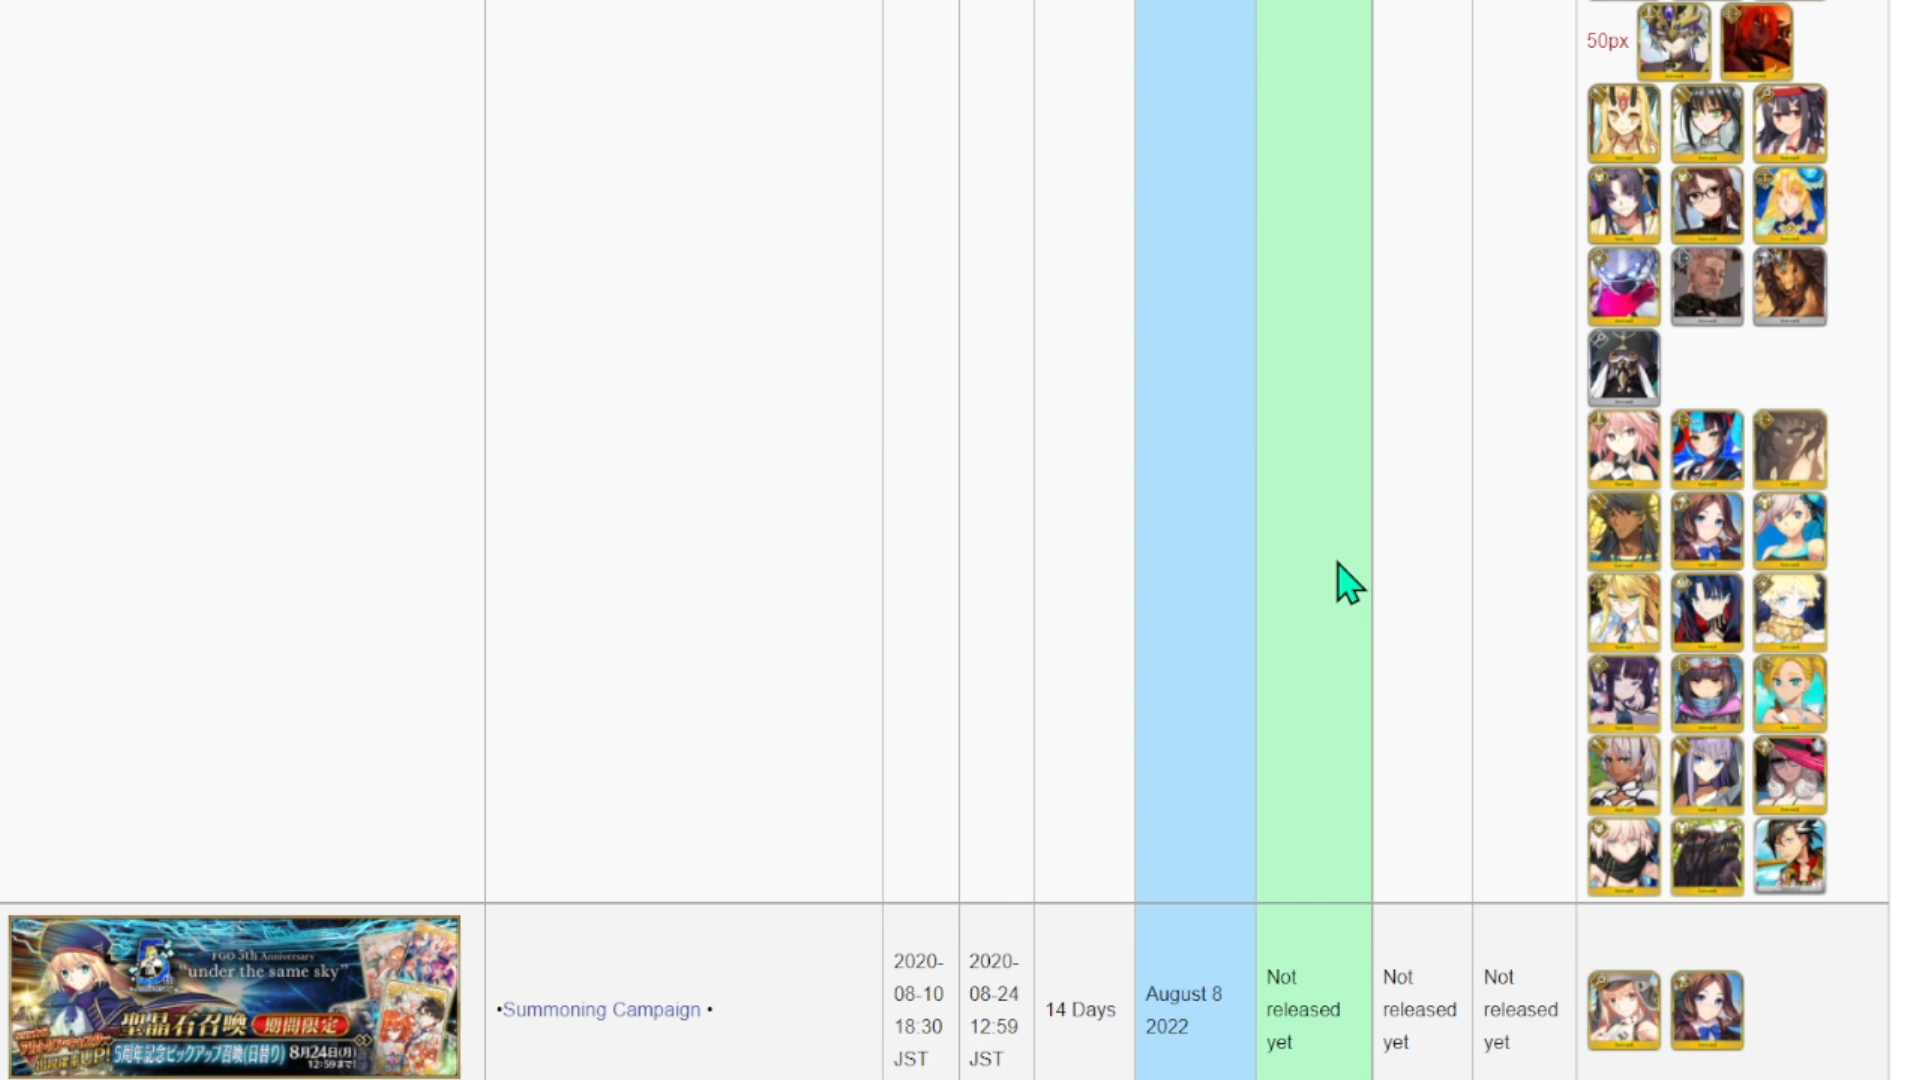 50px
FGO 5th Anniversary
"under the same sky"
聖晶石召喚 期間限定
5周年記念ピックアップ召喚(日替り) 8月24日(月)
12:59まで!
•Summoning Campaign •
2020-
08-10
18:30
JST
2020-
08-24
12:59
JST
14 Days
August 8
2022
Not
released
yet
Not
released
yet
Not
released
yet